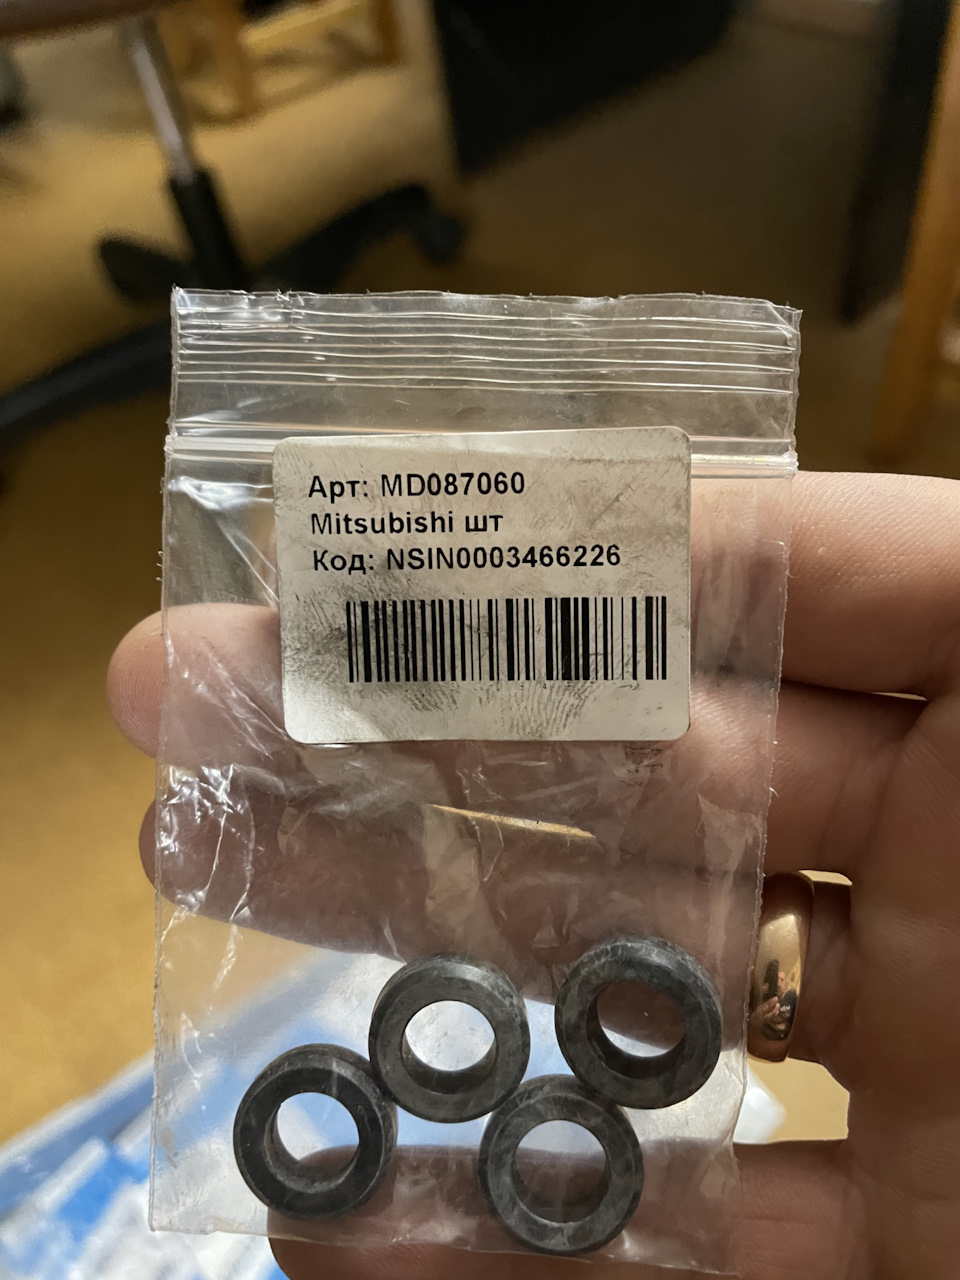 Арт: MD087060
Mitsubishi шт
Код: NSIN0003466226